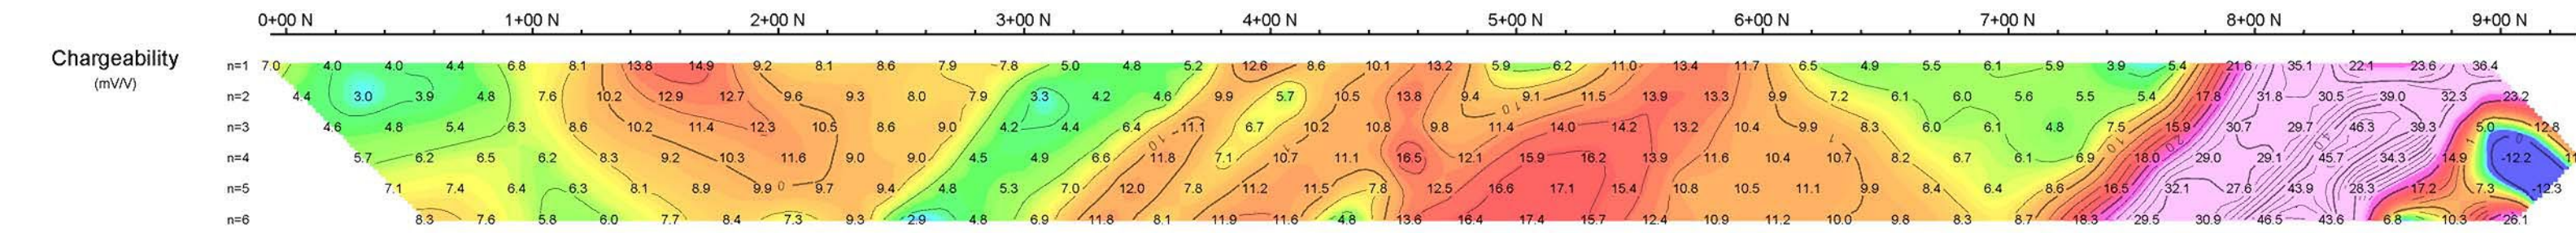 0+00 N 1+00 N 2+00 N 3+00 N 4+00 N 5+00 N 6+00 N 7+00 N 8+00 N 9+00 N
Chargeability
(mV/V)
n=1 7.0 4.0 4.0 4.4 6.8 8.1 13.8 14.9 9.2 8.1 8.6 7.9 7.8 5.0 4.8 5.2 12.6 8.6 10.1 13.2 5.9 6.2 11.0 13.4 11.7 6.5 4.9 5.5 6.1 5.9 3.9 5.4 21.6 35.1 22.1 23.6 36.4
n=2 4.4 3.0 3.9 4.8 7.6 10.2 12.9 12.7 9.6 9.3 8.0 7.9 3.3 4.2 4.6 9.9 5.7 10.5 13.8 9.4 9.1 11.5 13.9 13.3 9.9 7.2 6.1 6.0 5.6 5.5 5.4 17.8 31.8 30.5 39.0 32.3 23.2
n=3 4.6 4.8 5.4 6.3 8.6 10.2 11.4 12.3 10.5 8.6 9.0 4.2 4.4 6.4 11.1 6.7 10.2 10.8 9.8 11.4 14.0 14.2 13.2 10.4 9.9 8.3 6.0 6.1 4.8 7.5 15.9 30.7 29.7 46.3 39.3 5.0 12.8
n=4 5.7 6.2 6.5 6.2 8.3 9.2 10.3 11.6 9.0 9.0 4.5 4.9 6.6 11.8 7.1 10.7 11.1 16.5 12.1 15.9 16.2 13.9 11.6 10.4 10.7 8.2 6.7 6.1 6.9 18.0 29.0 29.1 45.7 34.3 14.9 -12.2
n=5 7.1 7.4 6.4 6.3 8.1 8.9 9.9 9.7 9.4 4.8 5.3 7.0 12.0 7.8 11.2 11.5 7.8 12.5 16.6 17.1 15.4 10.8 10.5 11.1 9.9 8.4 6.4 8.6 16.5 32.1 27.6 43.9 28.3 17.2 7.3 -12.3
n=6 8.3 7.6 5.8 6.0 7.7 8.4 7.3 9.3 2.9 4.8 6.9 11.8 8.1 11.9 11.6 4.8 13.6 16.4 17.4 15.7 12.4 10.9 11.2 10.0 9.8 8.3 8.7 18.3 29.5 30.9 46.5 43.6 6.8 10.3 26.1